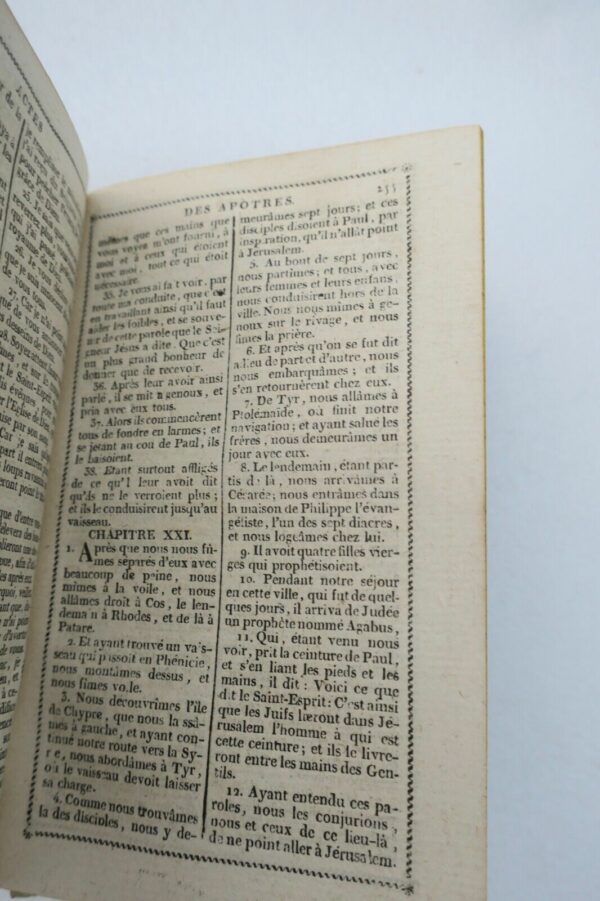 ACTES
DES APOTRES.
255
mêmes que ces mains que
vous voyez m'ont fourni, à
moi et à ceux qui étoient
avec moi, tout ce qui étoit
nécessaire.
35. Je vous ai fait voir, par
toute ma conduite, que c'est
en travaillant ainsi qu'il faut
aider les foibles, et se souve-
nir de cette parole que le Sei-
gneur Jésus a dite: Que c'est
un plus grand bonheur de
donner que de recevoir.
36. Après leur avoir ainsi
parlé, il se mit à genoux, et
pria avec eux tous.
37. Alors ils commencèrent
tous de fondre en larmes; et
se jetant au cou de Paul, ils
le baisoient.
38. Etant surtout affligés
de ce qu'il leur avoit dit
qu'ils ne le verroient plus;
et ils le conduisirent jusqu'au
vaisseau.
CHAPITRE XXI.
1. Après que nous nous fû-
mes séparés d'eux avec
beaucoup de peine, nous
mîmes à la voile, et nous
allâmes droit à Cos, le len-
demain à Rhodes, et de là à
Patare.
2. Et ayant trouvé un vais-
seau qui passoit en Phénicie,
nous montâmes dessus, et
nous fîmes voile.
3. Nous découvrîmes l'île
de Chypre, que nous laissâ-
mes à gauche, et ayant con-
tinué notre route vers la Sy-
rie, nous abordâmes à Tyr,
où le vaisseau devoit laisser
sa charge.
4. Comme nous trouvâmes
là des disciples, nous y de-
meurâmes sept jours; et ces
disciples disoient à Paul, par
inspiration, qu'il n'allât point
à Jérusalem.
5. Au bout de sept jours,
nous partîmes; et tous, avec
leurs femmes et leurs enfans,
nous conduisirent hors de la
ville. Nous nous mîmes à ge-
noux sur le rivage, et nous
fîmes la prière.
6. Et après qu'on se fut dit
adieu de part et d'autre, nous
nous embarquâmes; et ils
s'en retournèrent chez eux.
7. De Tyr, nous allâmes à
Ptolemaïde, où finit notre
navigation; et ayant salué les
frères, nous demeurâmes un
jour avec eux.
8. Le lendemain, étant par-
tis de là, nous arrivâmes à
Césarée; nous entrâmes dans
la maison de Philippe l'évan-
géliste, l'un des sept diacres,
et nous logeâmes chez lui.
9. Il avoit quatre filles vier-
ges qui prophétisoient.
10. Pendant notre séjour
en cette ville, qui fut de quel-
ques jours, il arriva de Judée
un prophète nommé Agabus,
11. Qui, étant venu nous
voir, prit la ceinture de Paul,
et s'en liant les pieds et les
mains, il dit: Voici ce que
dit le Saint-Esprit: C'est ainsi
que les Juifs lieront dans Jé-
rusalem l'homme à qui est
cette ceinture; et ils le livre-
ront entre les mains des Gen-
tils.
12. Ayant entendu ces pa-
roles, nous les conjurions,
nous et ceux de ce lieu-là,
de ne point aller à Jérusalem.